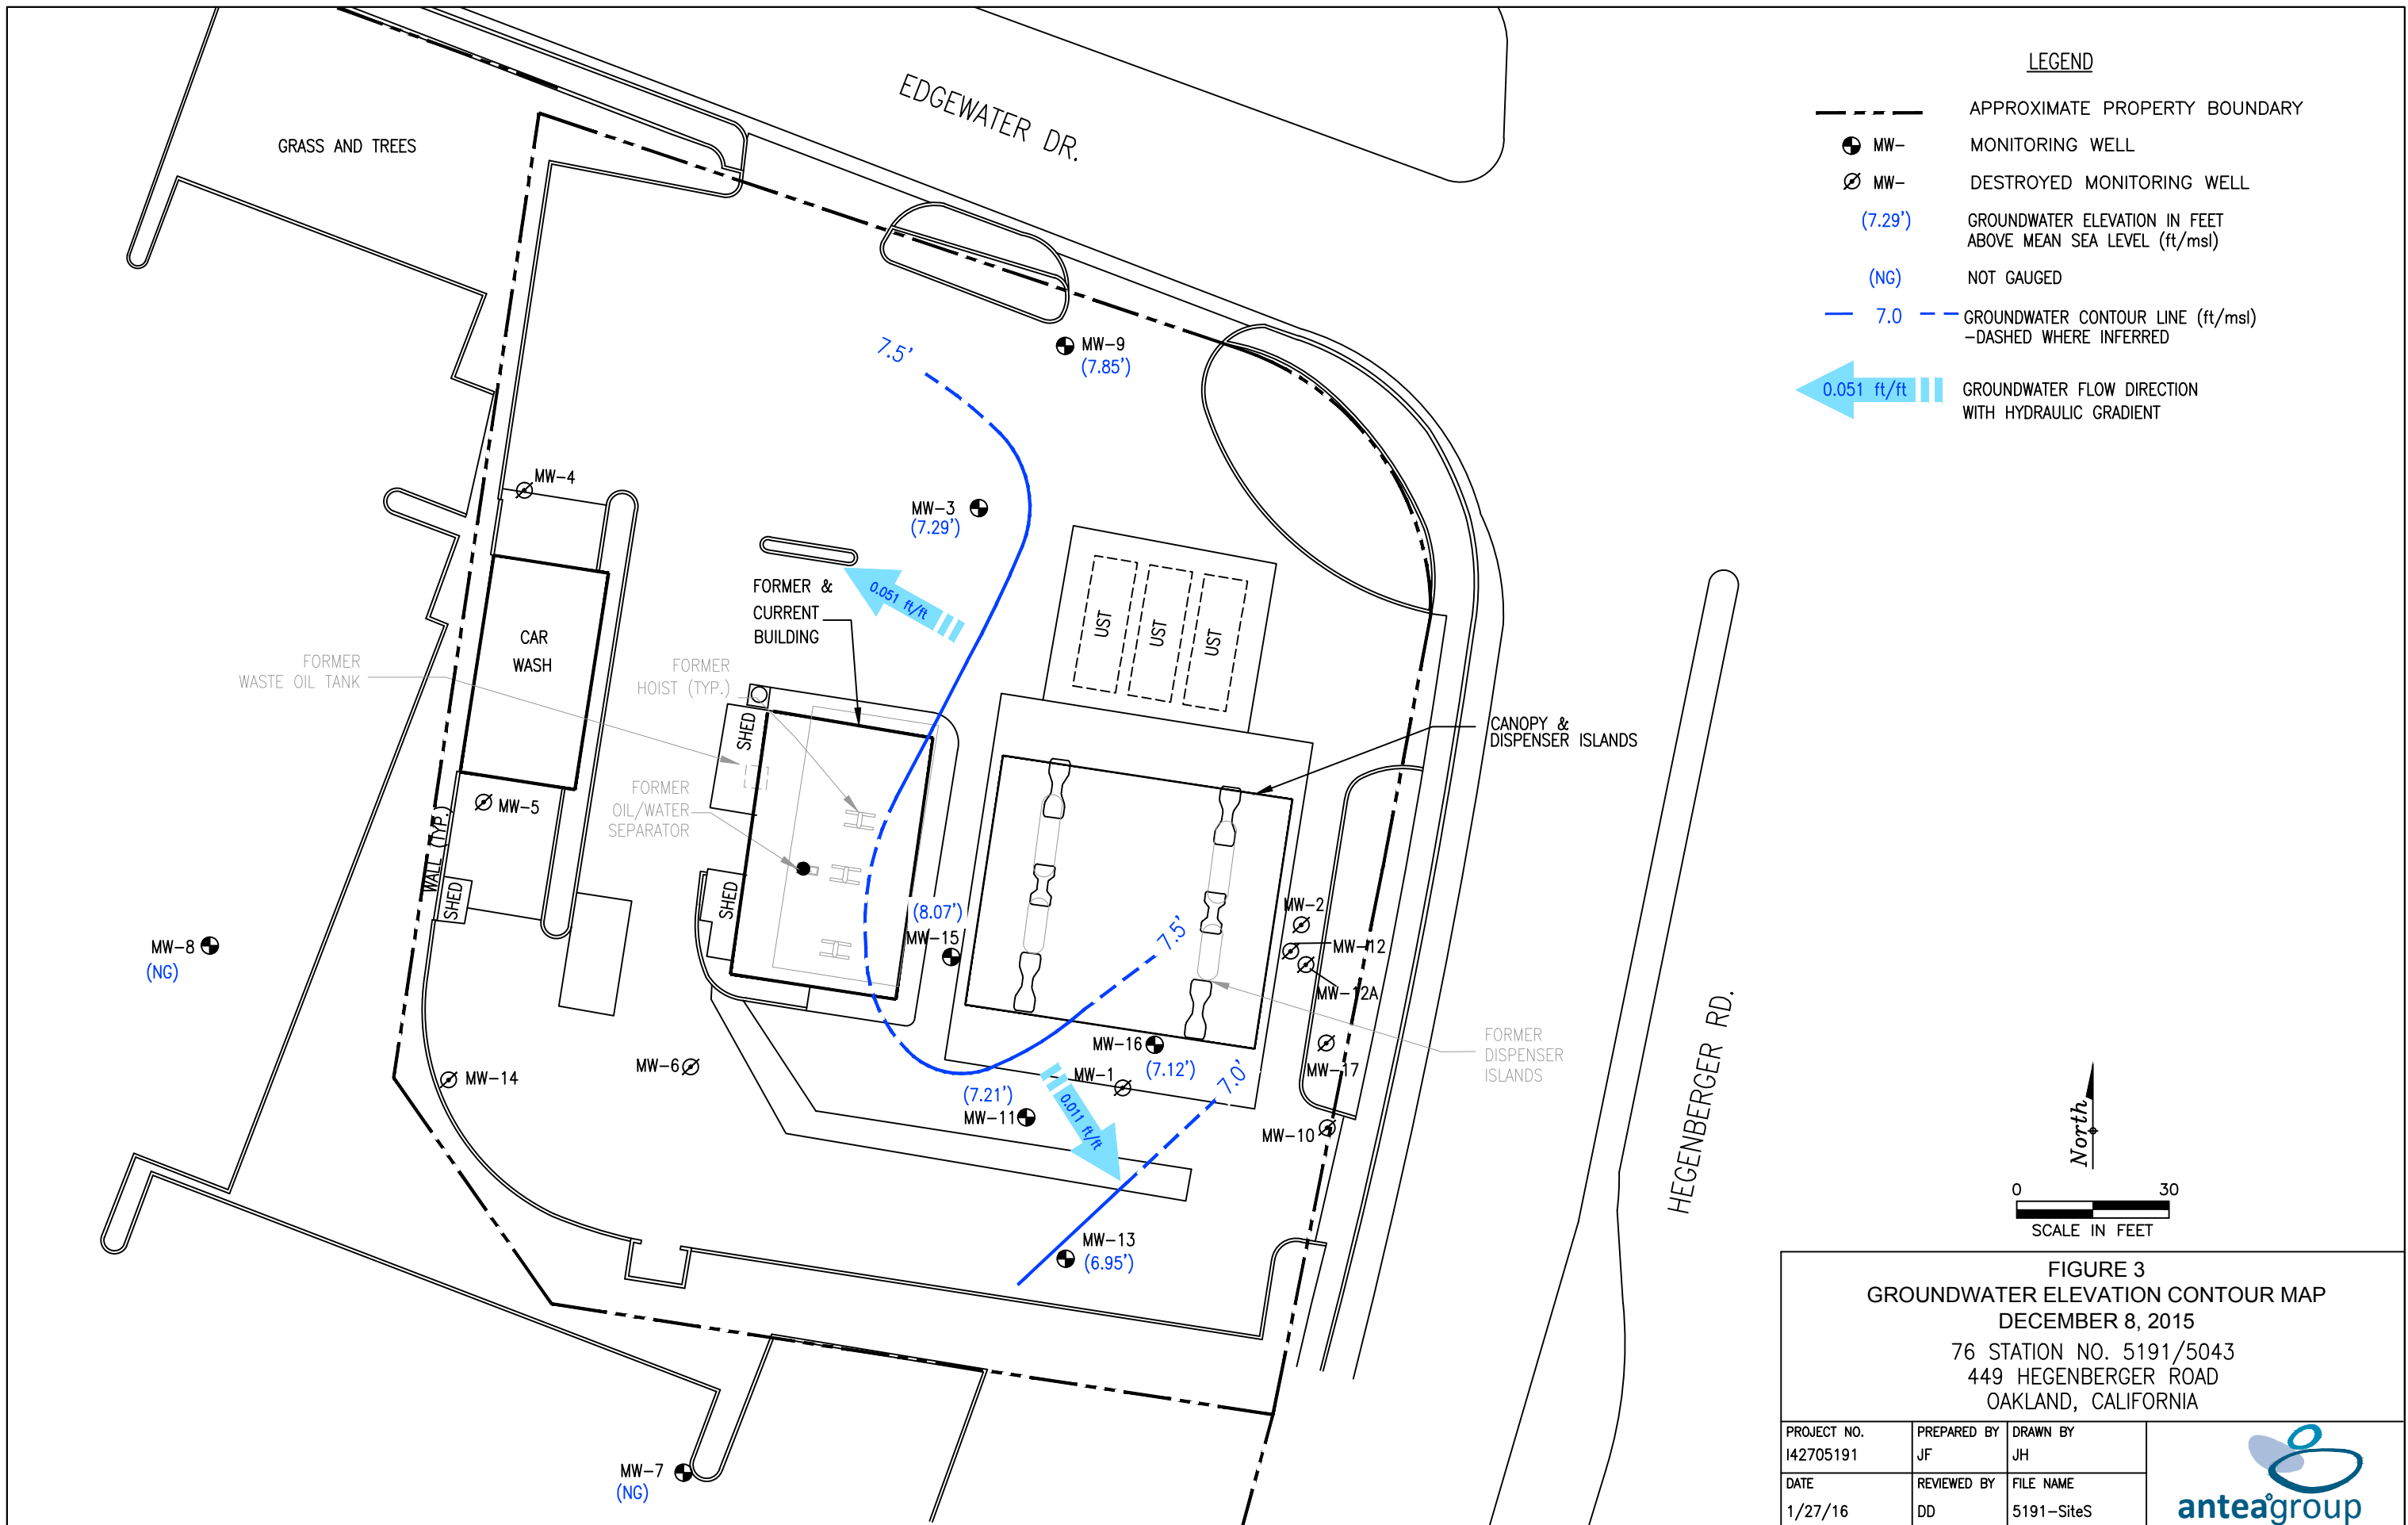 LEGEND
APPROXIMATE PROPERTY BOUNDARY
MW- MONITORING WELL
MW- DESTROYED MONITORING WELL
(7.29') GROUNDWATER ELEVATION IN FEET
ABOVE MEAN SEA LEVEL (ft/msl)
(NG) NOT GAUGED
7.0 GROUNDWATER CONTOUR LINE (ft/msl)
-DASHED WHERE INFERRED
0.051 ft/ft GROUNDWATER FLOW DIRECTION
WITH HYDRAULIC GRADIENT
EDGEWATER DR.
GRASS AND TREES
7.5'
MW-9
(7.85')
MW-4
MW-3
(7.29')
0.051 ft/ft
FORMER &
CURRENT
BUILDING
UST
UST
UST
CAR
WASH
FORMER
WASTE OIL TANK
FORMER
HOIST (TYP.)
SHED
CANOPY &
DISPENSER ISLANDS
FORMER
OIL/WATER
SEPARATOR
MW-5
WALL (TYP.)
SHED
SHED
(8.07')
MW-15
7.5'
MW-2
MW-12
MW-12A
MW-8
(NG)
MW-16
(7.12')
MW-17
FORMER
DISPENSER
ISLANDS
HEGENBERGER RD.
MW-6
MW-14
MW-1
7.0'
(7.21')
MW-11
0.011 ft/ft
MW-10
MW-13
(6.95')
MW-7
(NG)
North
0 30
SCALE IN FEET
FIGURE 3
GROUNDWATER ELEVATION CONTOUR MAP
DECEMBER 8, 2015
76 STATION NO. 5191/5043
449 HEGENBERGER ROAD
OAKLAND, CALIFORNIA
PROJECT NO. PREPARED BY DRAWN BY
I42705191 JF JH
DATE REVIEWED BY FILE NAME
1/27/16 DD 5191-SiteS
anteagroup